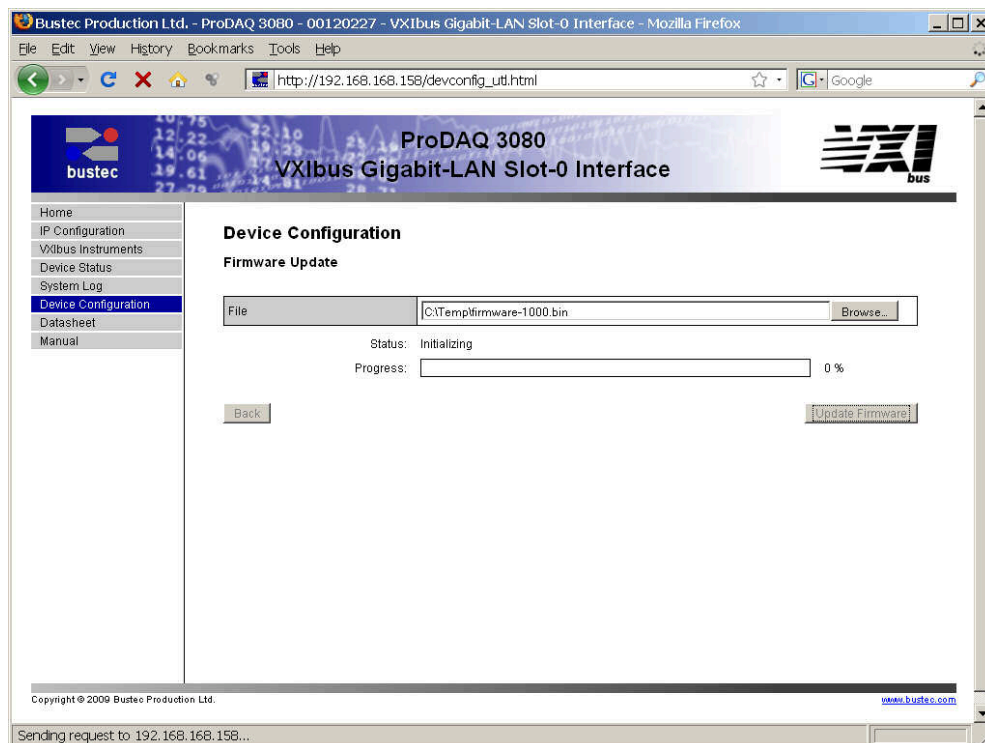 Bustec Production Ltd. - ProDAQ 3080 - 00120227 - VXIbus Gigabit-LAN Slot-0 Interface - Mozilla Firefox
File Edit View History Bookmarks Tools Help
http://192.168.168.158/devconfig_utl.html
G Google
bustec
ProDAQ 3080
VXIbus Gigabit-LAN Slot-0 Interface
VXI
bus
Home
IP Configuration
VXIbus Instruments
Device Status
System Log
Device Configuration
Datasheet
Manual
Device Configuration
Firmware Update
File C:\Temp\firmware-1000.bin Browse...
Status: Initializing
Progress: 0 %
Back Update Firmware
Copyright © 2009 Bustec Production Ltd. www.bustec.com
Sending request to 192.168.168.158...